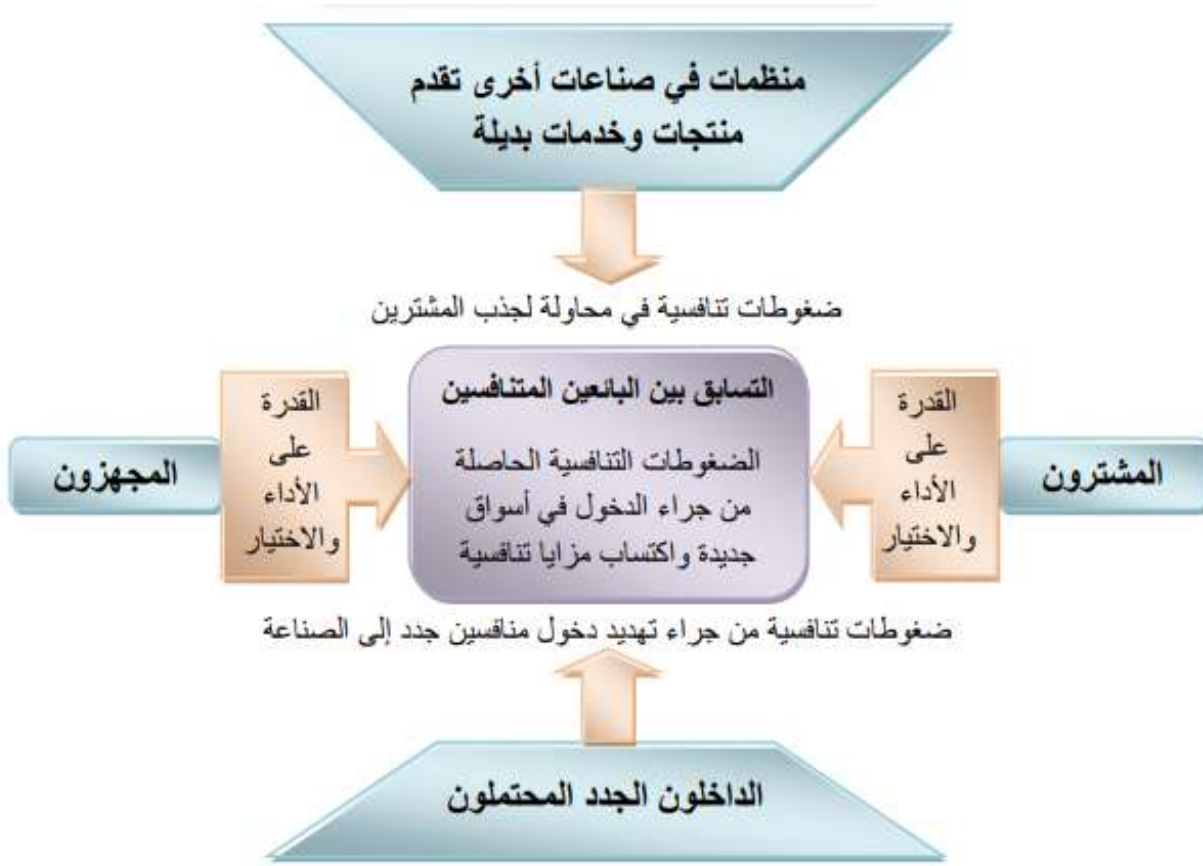 منظمات في صناعات أخرى تقدم
منتجات وخدمات بديلة
ضغوطات تنافسية في محاولة لجذب المشترين
المشترون
القدرة
على
الأداء
والاختيار
التسابق بين البائعين المتنافسين
الضغوطات التنافسية الحاصلة
من جراء الدخول في أسواق
جديدة واكتساب مزايا تنافسية
القدرة
على
الأداء
والاختيار
المجهزون
ضغوطات تنافسية من جراء تهديد دخول منافسين جدد إلى الصناعة
الداخلون الجدد المحتملون